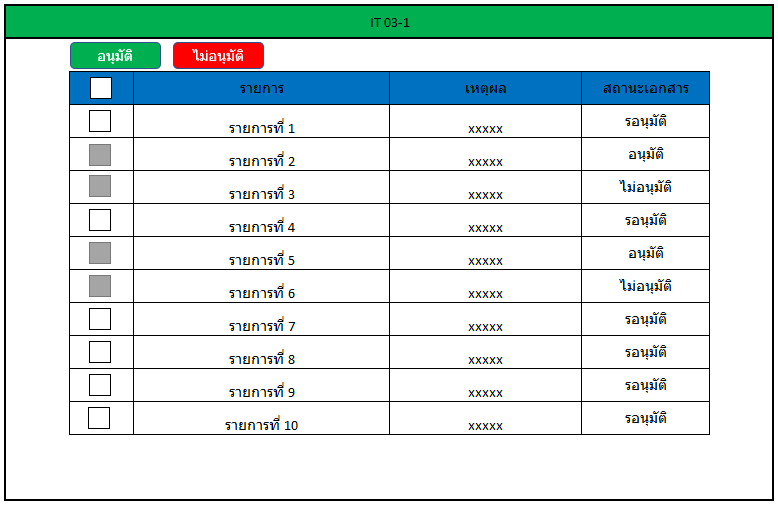 IT 03-1
อนุมัติ ไม่อนุมัติ
รายการ เหตุผล สถานะเอกสาร
รายการที่ 1 xxxxx รอนุมัติ
รายการที่ 2 xxxxx อนุมัติ
รายการที่ 3 xxxxx ไม่อนุมัติ
รายการที่ 4 xxxxx รอนุมัติ
รายการที่ 5 xxxxx อนุมัติ
รายการที่ 6 xxxxx ไม่อนุมัติ
รายการที่ 7 xxxxx รอนุมัติ
รายการที่ 8 xxxxx รอนุมัติ
รายการที่ 9 xxxxx รอนุมัติ
รายการที่ 10 xxxxx รอนุมัติ